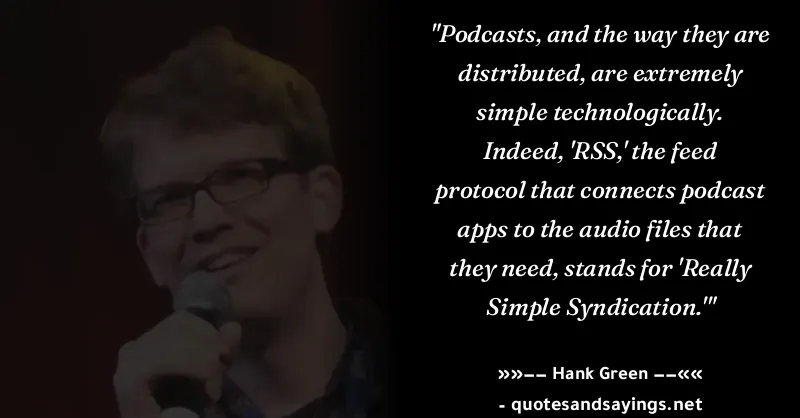 "Podcasts, and the way they are
distributed, are extremely
simple technologically.
Indeed, 'RSS,' the feed
protocol that connects podcast
apps to the audio files that
they need, stands for 'Really
Simple Syndication.'"
»»−− Hank Green −−««
- quotesandsayings.net